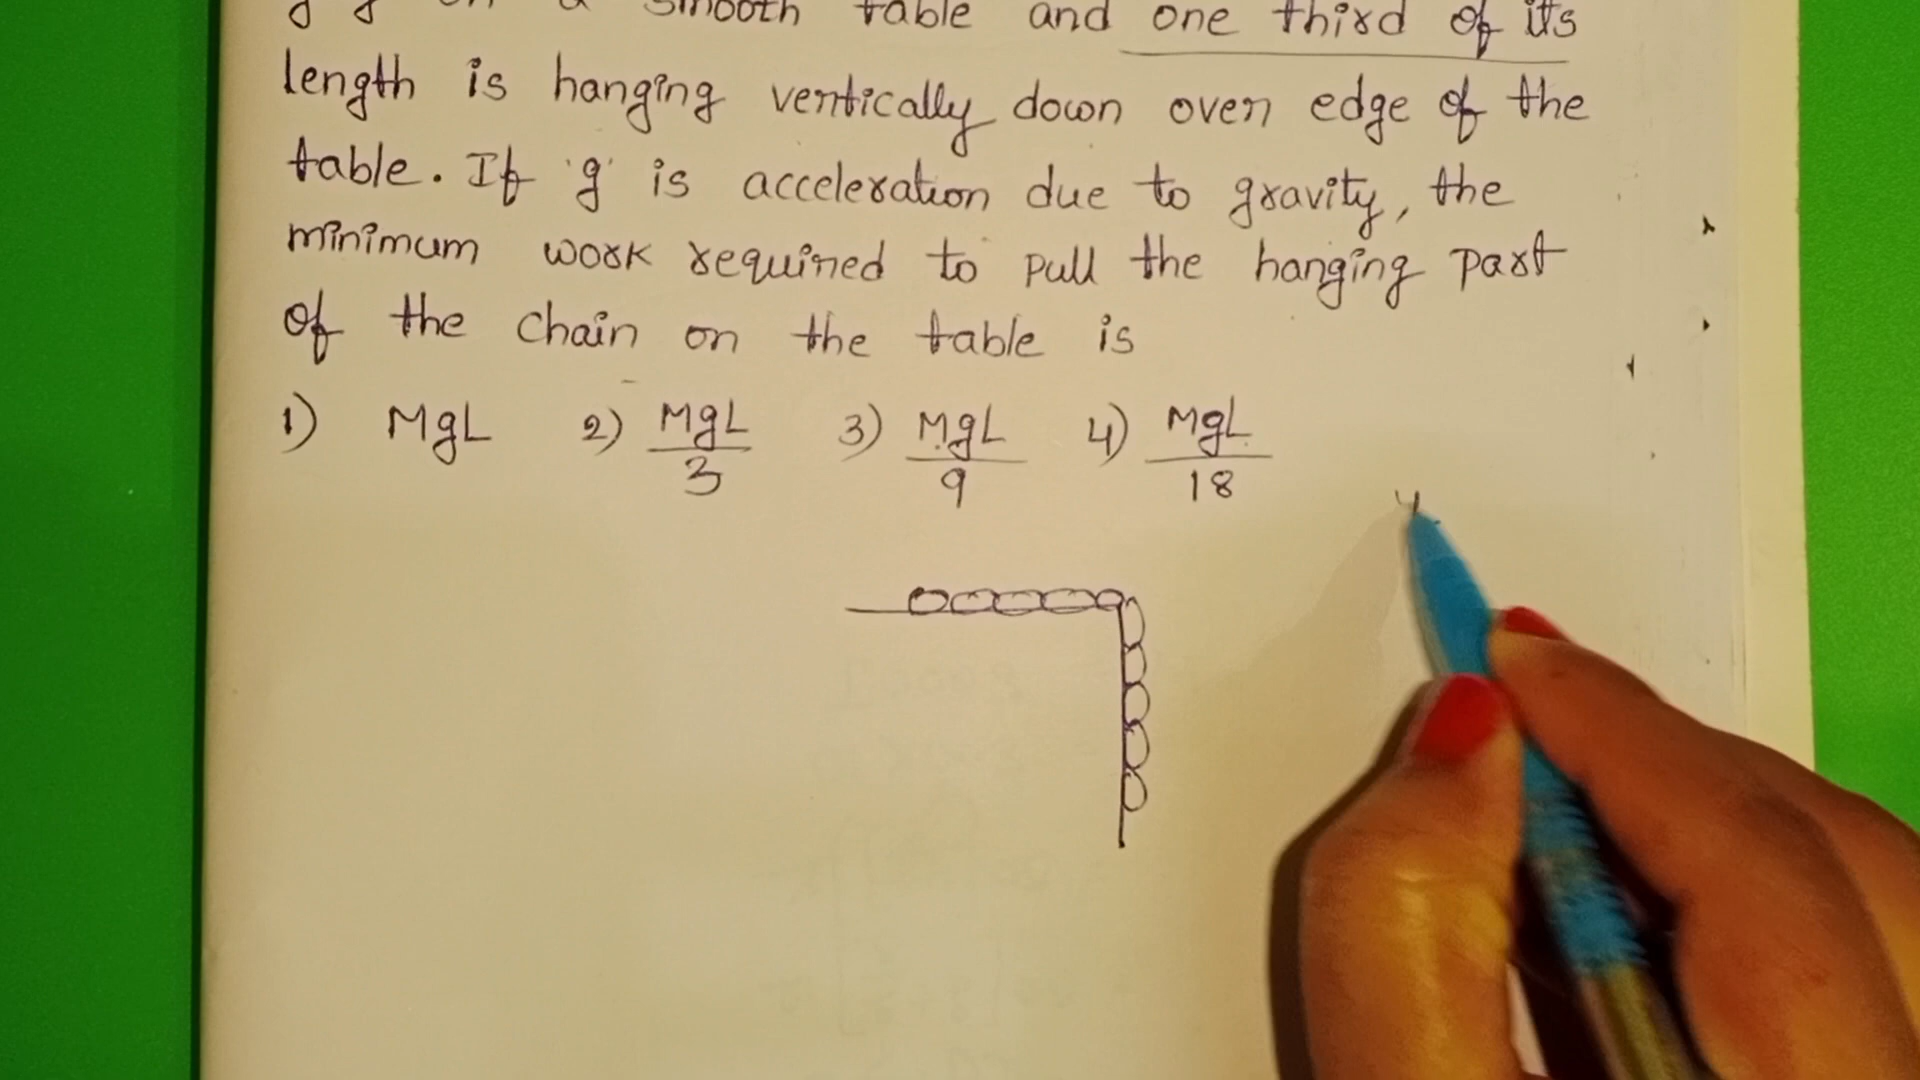 on a smooth table and one third of its
length is hanging vertically down over edge of the
table. If 'g' is acceleration due to gravity, the
minimum work required to pull the hanging part
of the chain on the table is
1) MgL 2) MgL/3 3) MgL/9 4) MgL/18